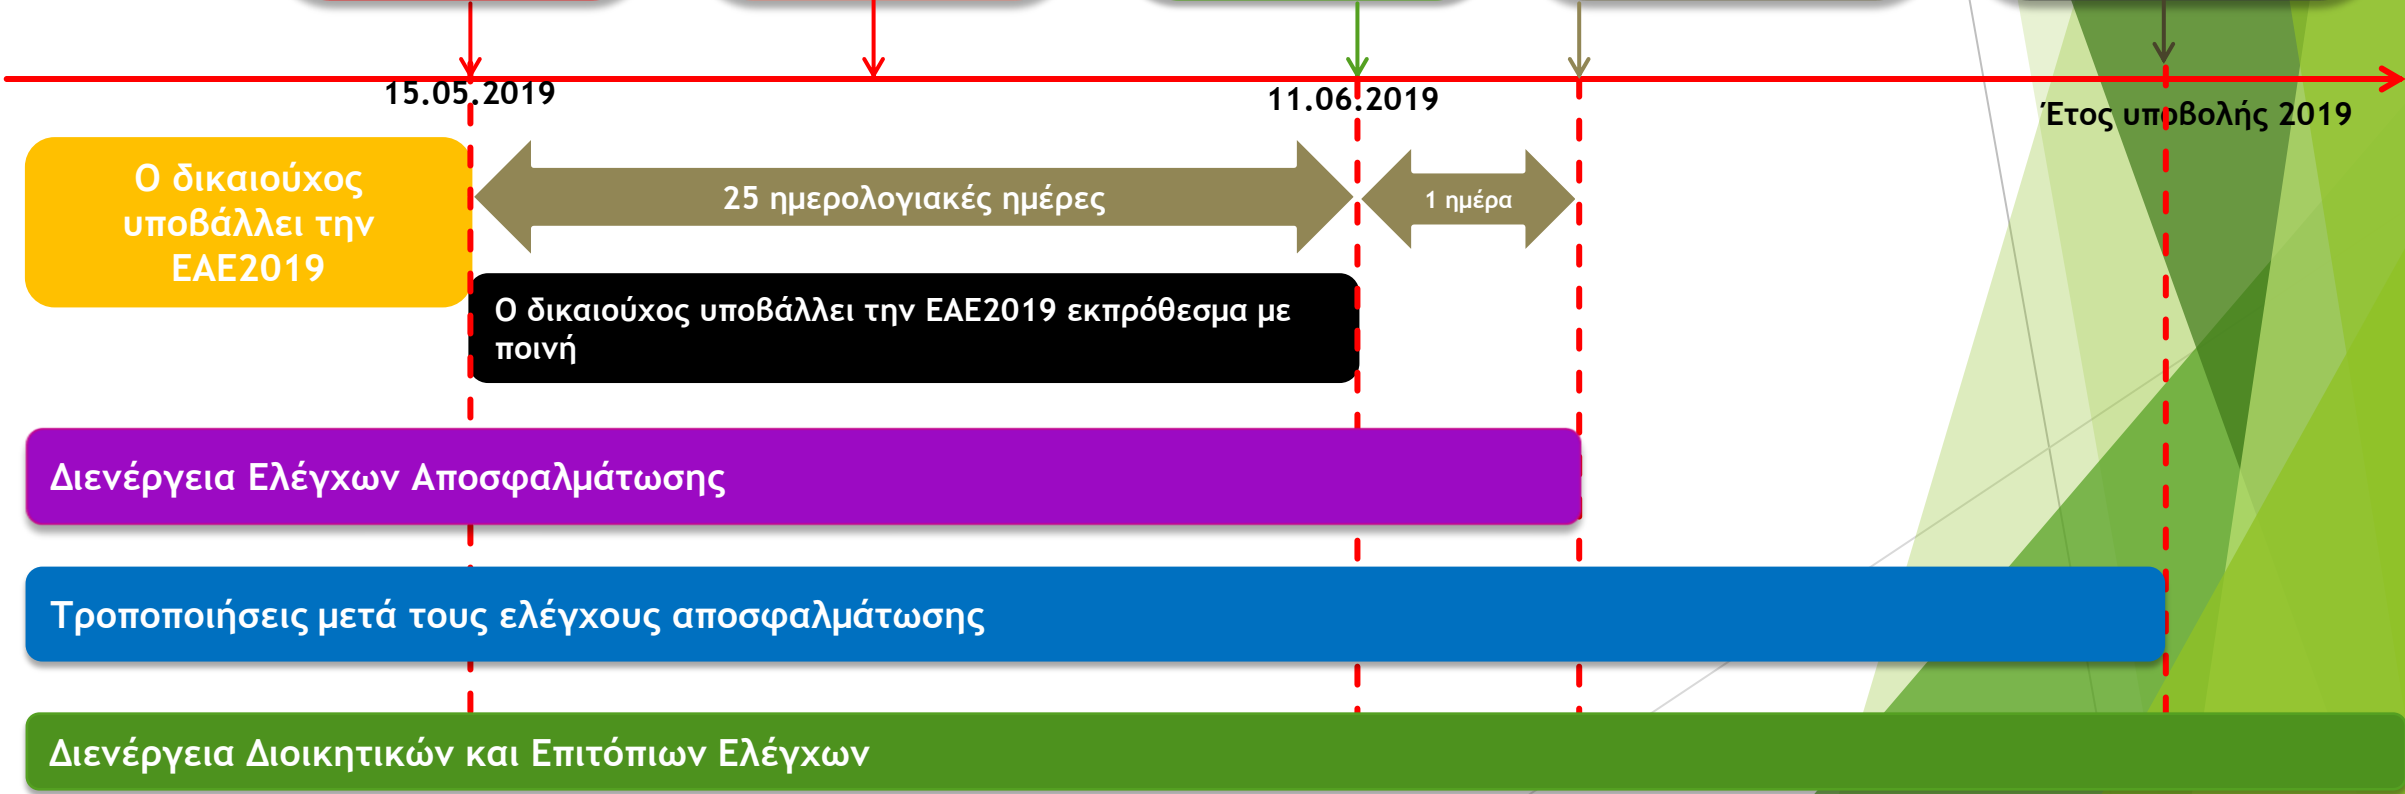 15.05.2019
11.06.2019
Έτος υποβολής 2019
Ο δικαιούχος
υποβάλλει την
ΕΑΕ2019
25 ημερολογιακές ημέρες
1 ημέρα
Ο δικαιούχος υποβάλλει την ΕΑΕ2019 εκπρόθεσμα με
ποινή
Διενέργεια Ελέγχων Αποσφαλμάτωσης
Τροποποιήσεις μετά τους ελέγχους αποσφαλμάτωσης
Διενέργεια Διοικητικών και Επιτόπιων Ελέγχων